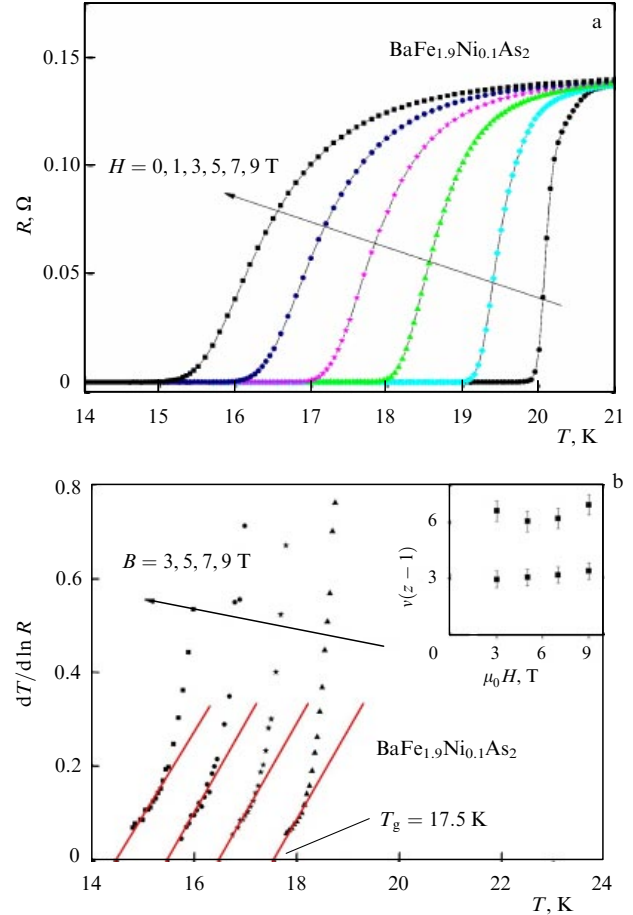 a
0.15
BaFe1.9Ni0.1As2
R, Ω
0.10
H = 0, 1, 3, 5, 7, 9 T
0.05
0
14 15 16 17 18 19 20 21
T, K
b
0.8
B = 3, 5, 7, 9 T
0.6
dT/d ln R
0.4
0.2
0
ν(z − 1)
6
3
0
3 6 9
μ0H, T
BaFe1.9Ni0.1As2
Tg = 17.5 K
14 16 18 20 22 24
T, K